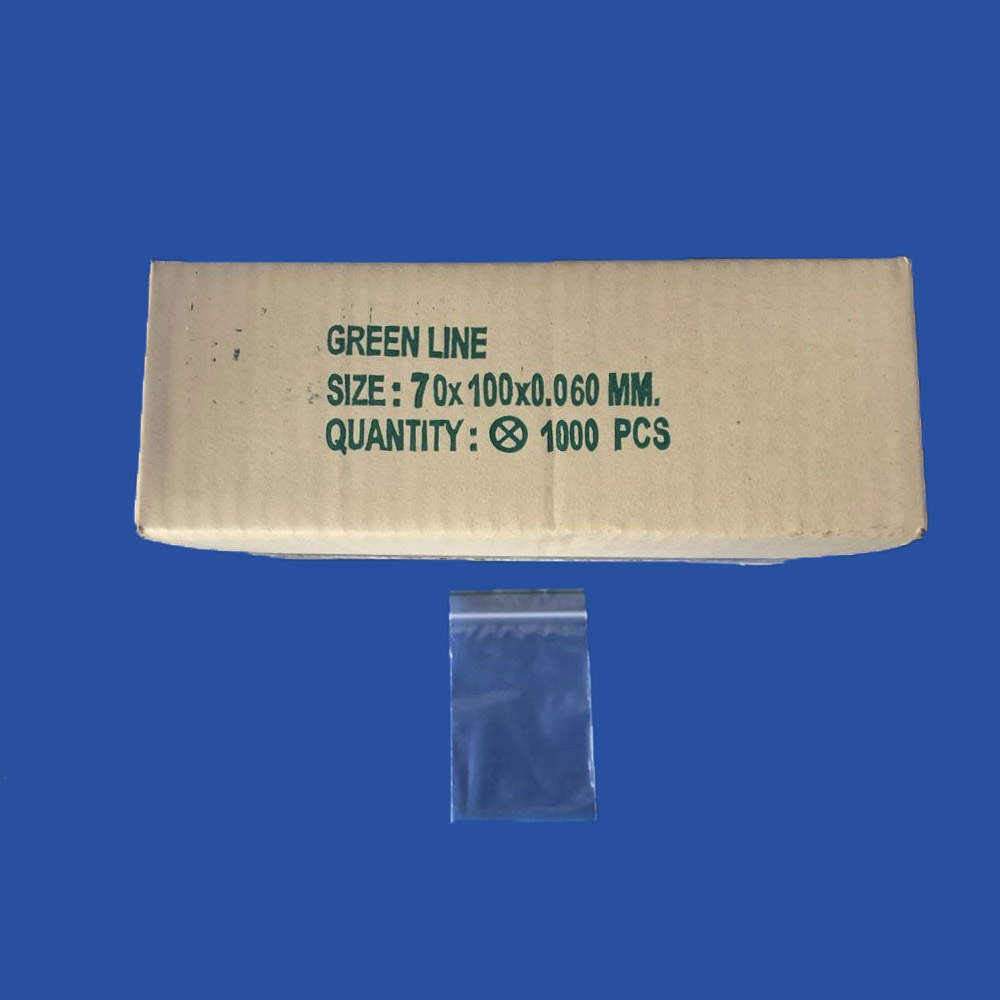 GREEN LINE
SIZE : 70x100x0.060 MM.
QUANTITY : ⊗ 1000 PCS